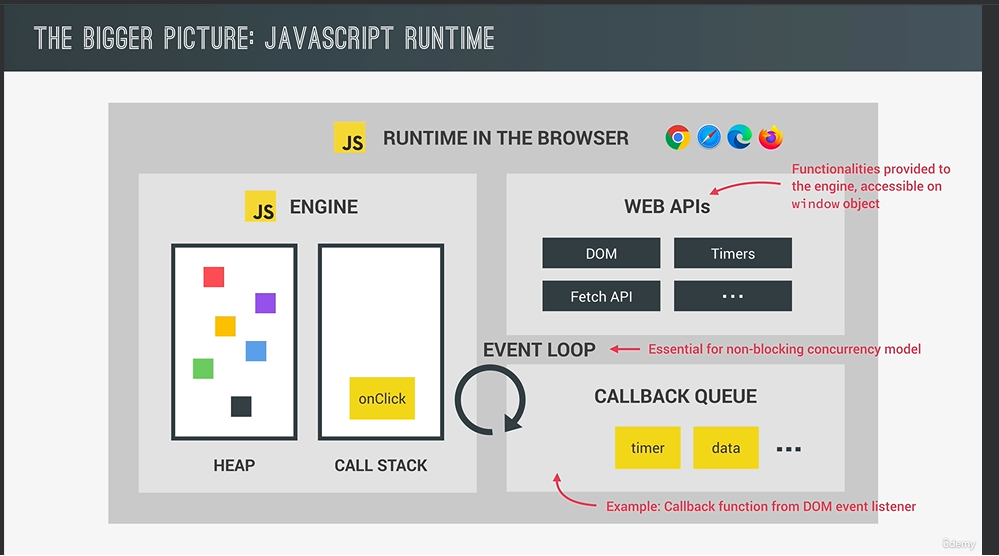 THE BIGGER PICTURE: JAVASCRIPT RUNTIME
JS RUNTIME IN THE BROWSER
Functionalities provided to
the engine, accessible on
window object
JS ENGINE
WEB APIs
DOM
Timers
Fetch API
...
EVENT LOOP
Essential for non-blocking concurrency model
onClick
CALLBACK QUEUE
timer
data
...
HEAP
CALL STACK
Example: Callback function from DOM event listener
ûdemy